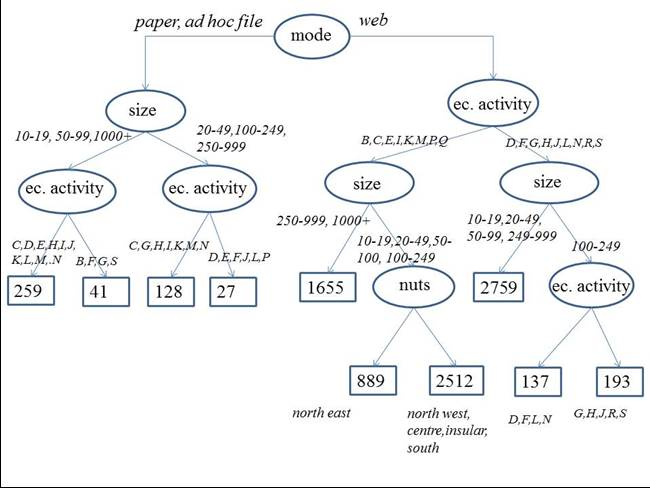 paper, ad hoc file
mode
web
size
ec. activity
10-19, 50-99,1000+
20-49,100-249,
250-999
B,C,E,I,K,M,P,Q
D,F,G,H,J,L,N,R,S
ec. activity
ec. activity
size
size
C,D,E,H,I,J,
K,L,M,.N
B,F,G,S
C,G,H,I,K,M,N
D,E,F,J,L,P
250-999, 1000+
10-19,20-49,50-
100, 100-249
10-19,20-49,
50-99, 249-999
100-249
259
41
128
27
1655
nuts
2759
ec. activity
889
2512
137
193
north east
north west,
centre,insular,
south
D,F,L,N
G,H,J,R,S